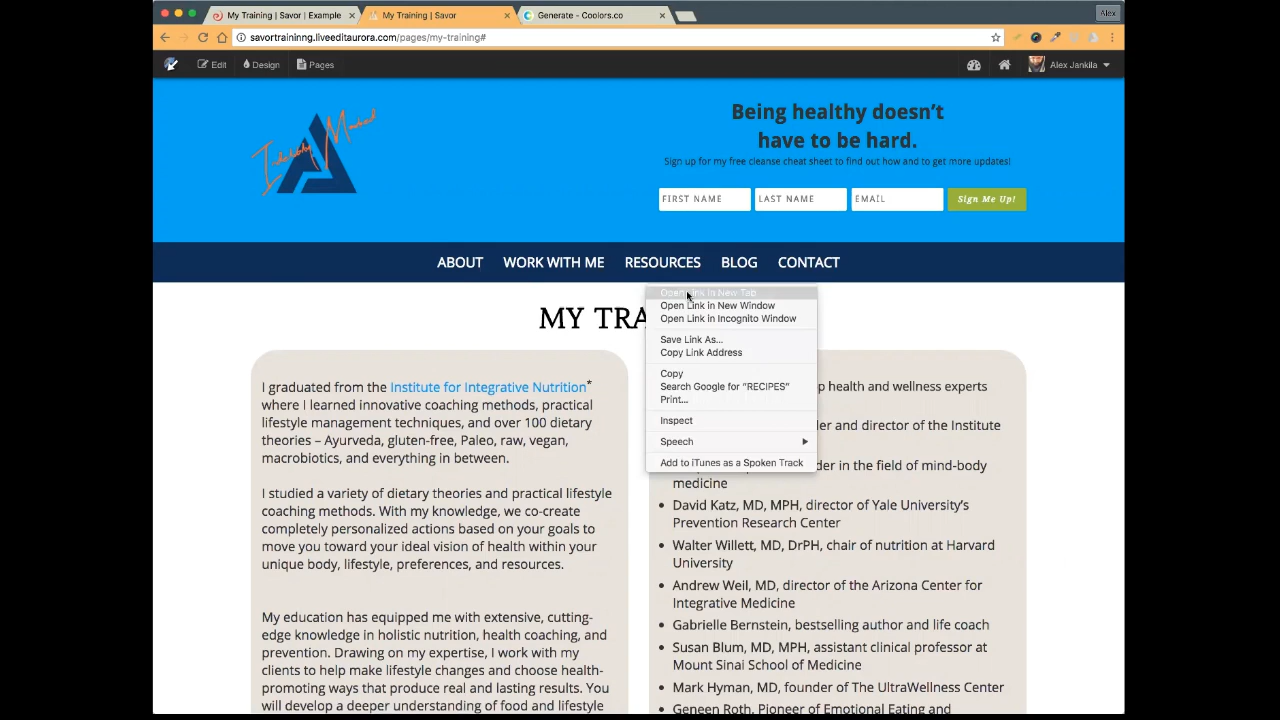 My Training | Savor | Example
My Training | Savor
Generate - Coolors.co
Alex
savortraininng.liveeditaurora.com/pages/my-training#
Edit
Design
Pages
Alex Jankila
Being healthy doesn't
have to be hard.
Sign up for my free cleanse cheat sheet to find out how and to get more updates!
FIRST NAME
LAST NAME
EMAIL
Sign Me Up!
ABOUT
WORK WITH ME
RESOURCES
BLOG
CONTACT
MY TRA
Open Link in New Tab
Open Link in New Window
Open Link in Incognito Window
Save Link As...
Copy Link Address
Copy
Search Google for "RECIPES"
Print...
Inspect
Speech
Add to iTunes as a Spoken Track
I graduated from the Institute for Integrative Nutrition*
where I learned innovative coaching methods, practical
lifestyle management techniques, and over 100 dietary
theories – Ayurveda, gluten-free, Paleo, raw, vegan,
macrobiotics, and everything in between.
I studied a variety of dietary theories and practical lifestyle
coaching methods. With my knowledge, we co-create
completely personalized actions based on your goals to
move you toward your ideal vision of health within your
unique body, lifestyle, preferences, and resources.
My education has equipped me with extensive, cutting-
edge knowledge in holistic nutrition, health coaching, and
prevention. Drawing on my expertise, I work with my
clients to help make lifestyle changes and choose health-
promoting ways that produce real and lasting results. You
will develop a deeper understanding of food and lifestyle
p health and wellness experts
der and director of the Institute
der in the field of mind-body
medicine
David Katz, MD, MPH, director of Yale University's
Prevention Research Center
Walter Willett, MD, DrPH, chair of nutrition at Harvard
University
Andrew Weil, MD, director of the Arizona Center for
Integrative Medicine
Gabrielle Bernstein, bestselling author and life coach
Susan Blum, MD, MPH, assistant clinical professor at
Mount Sinai School of Medicine
Mark Hyman, MD, founder of The UltraWellness Center
Geneen Roth, Pioneer of Emotional Eating and